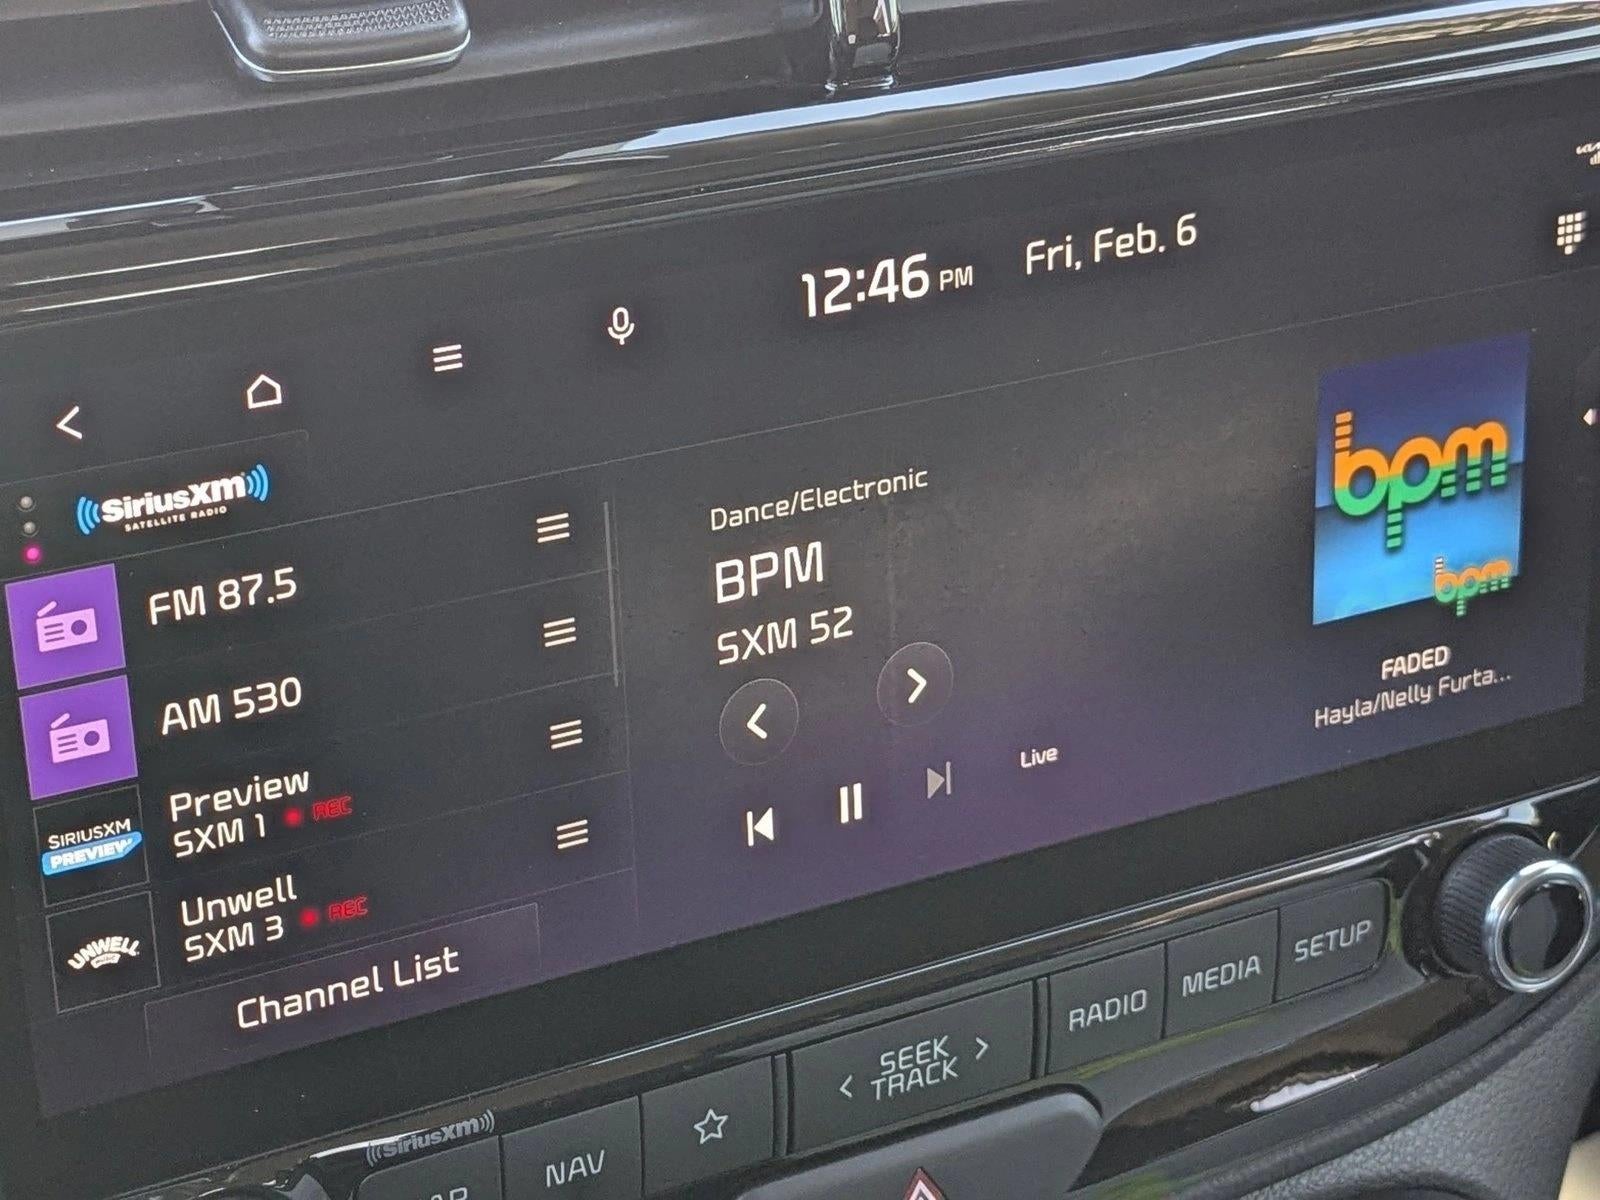 12:46 PM
Fri, Feb. 6
SiriusXM
SATELLITE RADIO
FM 87.5
AM 530
SIRIUSXM
PREVIEW
Preview
SXM 1 REC
UNWELL
MUSIC
Unwell
SXM 3 REC
Channel List
Dance/Electronic
BPM
SXM 52
Live
bpm
bpm
FADED
Hayla/Nelly Furta...
SiriusXM
NAV
< SEEK >
TRACK
RADIO
MEDIA
SETUP